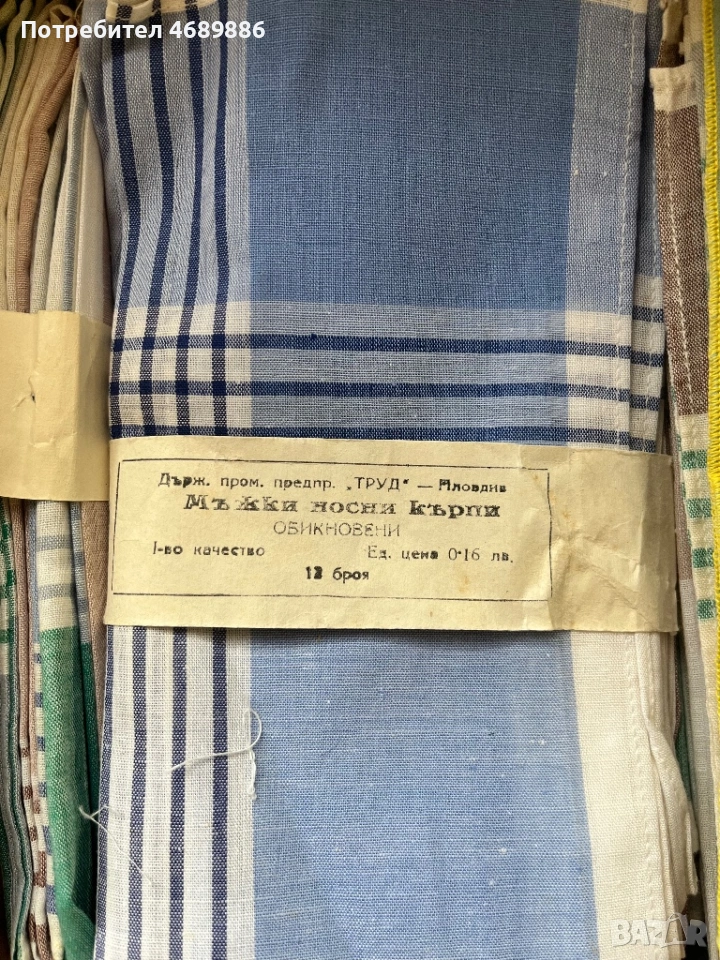 Потребител 4689886
Държ. пром. предпр. „ТРУД“ — Пловдив
Мъжки носни кърпи
ОБИКНОВЕНИ
I-во качество Ед. цена 0·16 лв.
12 броя
BAZAR